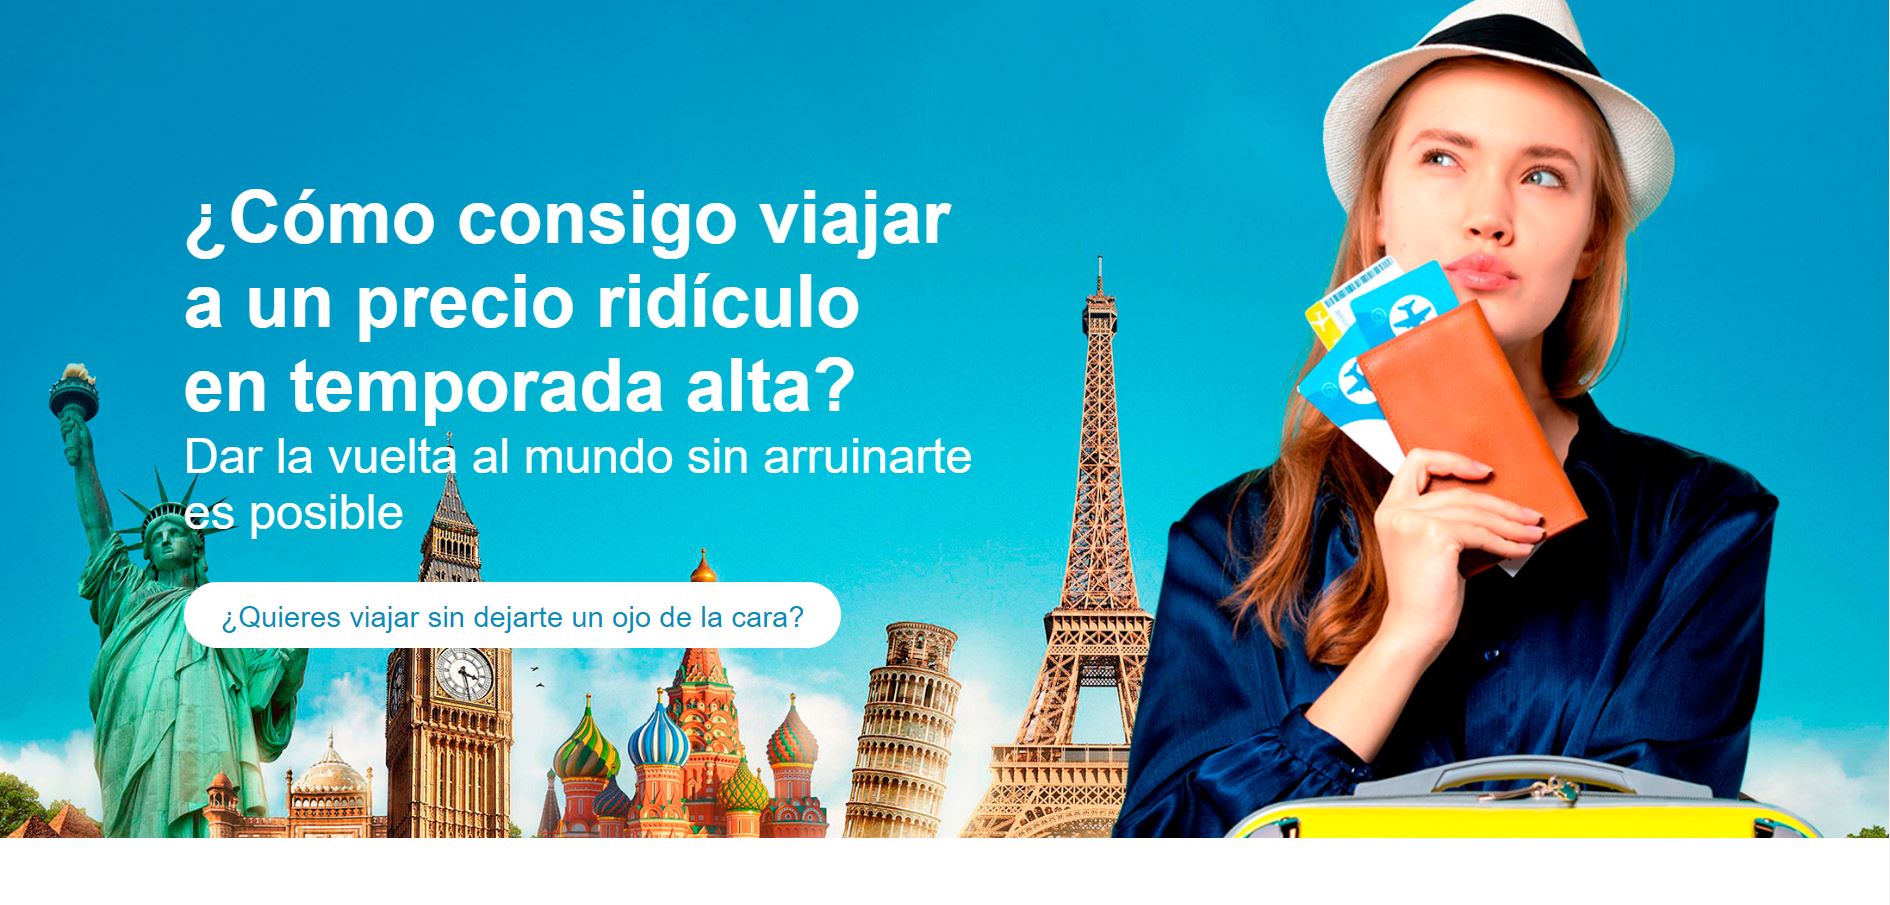 ¿Cómo consigo viajar
a un precio ridículo
en temporada alta?
Dar la vuelta al mundo sin arruinarte
es posible
¿Quieres viajar sin dejarte un ojo de la cara?